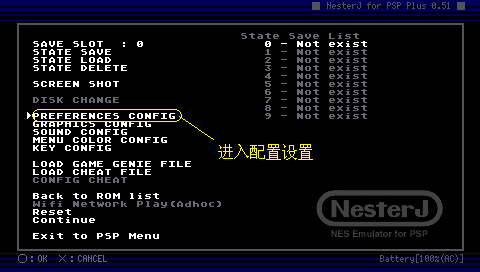 NesterJ for PSP Plus 0.51
State Save List
SAVE SLOT : 0
0 - Not exist
STATE SAVE
1 - Not exist
STATE LOAD
2 - Not exist
STATE DELETE
3 - Not exist
4 - Not exist
SCREEN SHOT
5 - Not exist
6 - Not exist
DISK CHANGE
7 - Not exist
8 - Not exist
PREFERENCES CONFIG
9 - Not exist
GRAPHICS CONFIG
SOUND CONFIG
MENU COLOR CONFIG
KEY CONFIG
进入配置设置
LOAD GAME GENIE FILE
LOAD CHEAT FILE
CONFIG CHEAT
Back to ROM list
Wifi Network Play(Adhoc)
Reset
Continue
NesterJ
NES Emulator for PSP
Exit to PSP Menu
○:OK ×:CANCEL
Battery[100%(AC)]